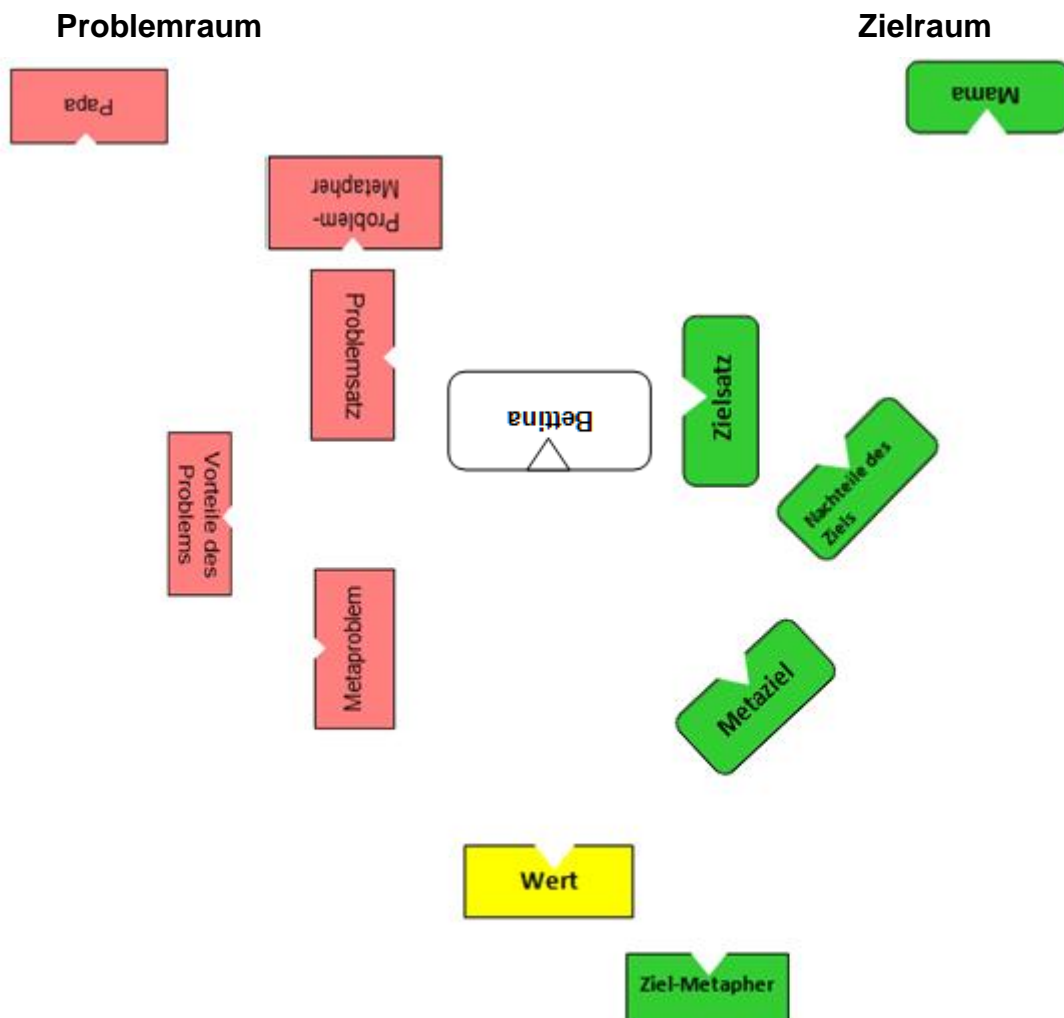 Problemraum
Zielraum
Papa
Mama
Problem-
Metapher
Problemsatz
Bettina
Zielsatz
Vorteile des
Problems
Nachteile des
Ziels
Metaproblem
Metaziel
Wert
Ziel-Metapher